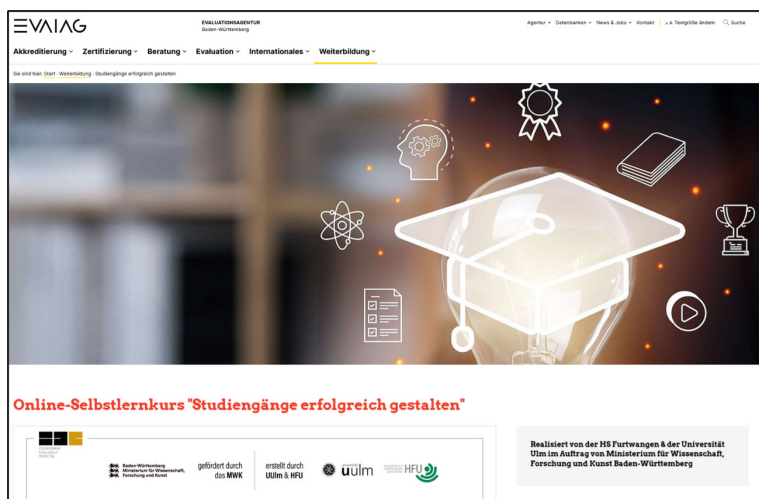 EVALAG
EVALUATIONSAGENTUR
Baden-Württemberg
Agentur Datenbanken News & Jobs Kontakt A A Textgröße ändern Suche
Akkreditierung Zertifizierung Beratung Evaluation Internationales Weiterbildung
Sie sind hier: Start · Weiterbildung · Studiengänge erfolgreich gestalten
Online-Selbstlernkurs "Studiengänge erfolgreich gestalten"
Baden-Württemberg
Ministerium für Wissenschaft,
Forschung und Kunst
gefördert durch
das MWK
erstellt durch
UUlm & HFU
uulm
HFU
Realisiert von der HS Furtwangen & der Universität
Ulm im Auftrag von Ministerium für Wissenschaft,
Forschung und Kunst Baden-Württemberg